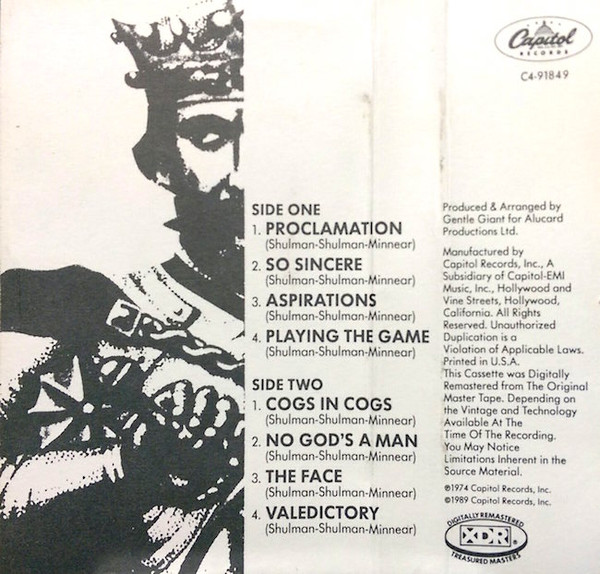 Capitol
RECORDS
C4-91849
SIDE ONE
1. PROCLAMATION
(Shulman-Shulman-Minnear)
2. SO SINCERE
(Shulman-Shulman-Minnear)
3. ASPIRATIONS
(Shulman-Shulman-Minnear)
4. PLAYING THE GAME
(Shulman-Shulman-Minnear)
SIDE TWO
1. COGS IN COGS
(Shulman-Shulman-Minnear)
2. NO GOD'S A MAN
(Shulman-Shulman-Minnear)
3. THE FACE
(Shulman-Shulman-Minnear)
4. VALEDICTORY
(Shulman-Shulman-Minnear)
Produced & Arranged by
Gentle Giant for Alucard
Productions Ltd.
Manufactured by
Capitol Records, Inc., A
Subsidiary of Capitol-EMI
Music, Inc., Hollywood and
Vine Streets, Hollywood,
California. All Rights
Reserved. Unauthorized
Duplication is a
Violation of Applicable Laws.
Printed in U.S.A.
This Cassette was Digitally
Remastered from The Original
Master Tape. Depending on
the Vintage and Technology
Available At The
Time Of The Recording.
You May Notice
Limitations Inherent in the
Source Material.
℗1974 Capitol Records, Inc.
©1989 Capitol Records, Inc.
DIGITALLY REMASTERED
XDR®
TREASURED MASTERS